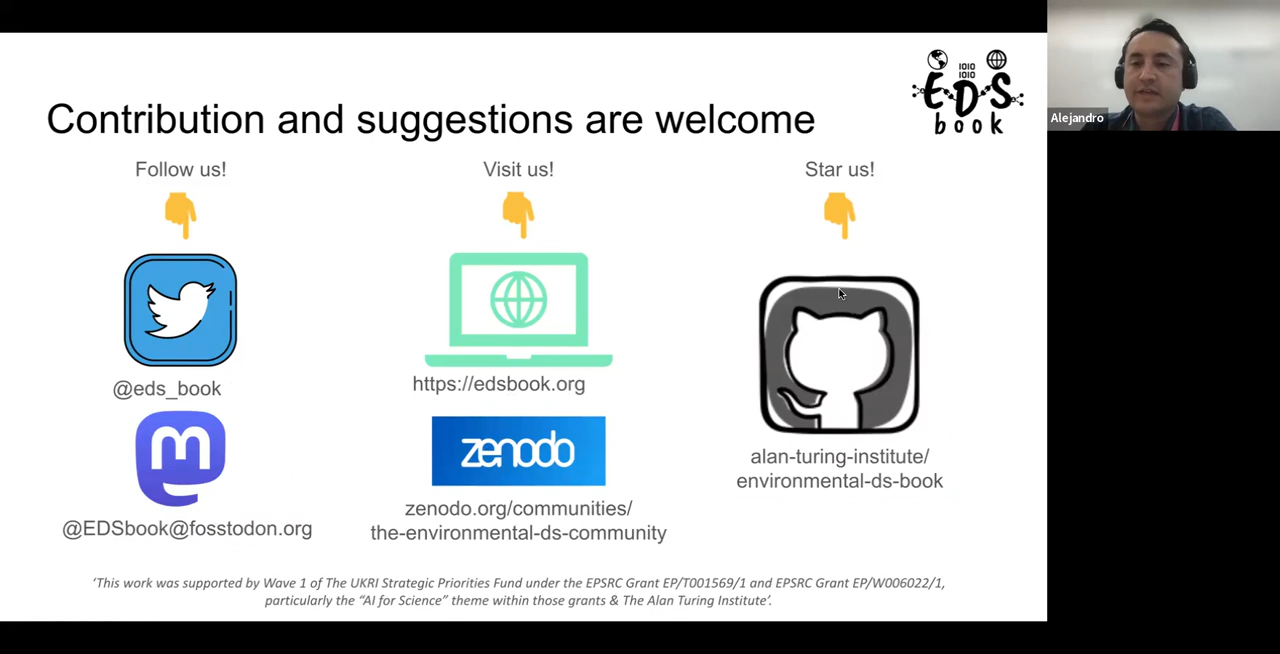 Contribution and suggestions are welcome
IOIO
IOIO
EDS
book
Alejandro
Follow us!
Visit us!
Star us!
@eds_book
https://edsbook.org
m
zenodo
@EDSbook@fosstodon.org
zenodo.org/communities/
the-environmental-ds-community
alan-turing-institute/
environmental-ds-book
‘This work was supported by Wave 1 of The UKRI Strategic Priorities Fund under the EPSRC Grant EP/T001569/1 and EPSRC Grant EP/W006022/1,
particularly the “AI for Science” theme within those grants & The Alan Turing Institute’.